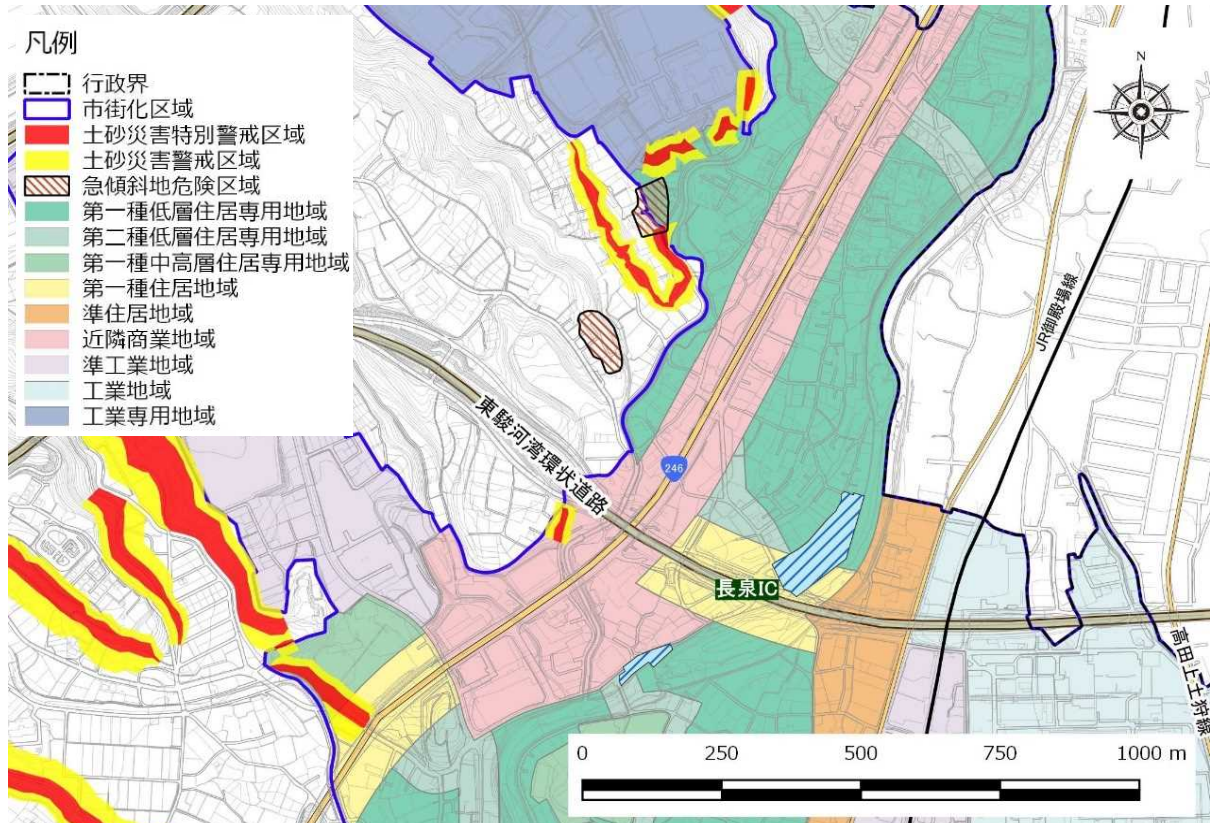 凡例
行政界
市街化区域
土砂災害特別警戒区域
土砂災害警戒区域
急傾斜地危険区域
第一種低層住居専用地域
第二種低層住居専用地域
第一種中高層住居専用地域
第一種住居地域
準住居地域
近隣商業地域
準工業地域
工業地域
工業専用地域
N
JR御殿場線
東駿河湾環状道路
246
長泉IC
高田上土狩線
0 250 500 750 1000 m